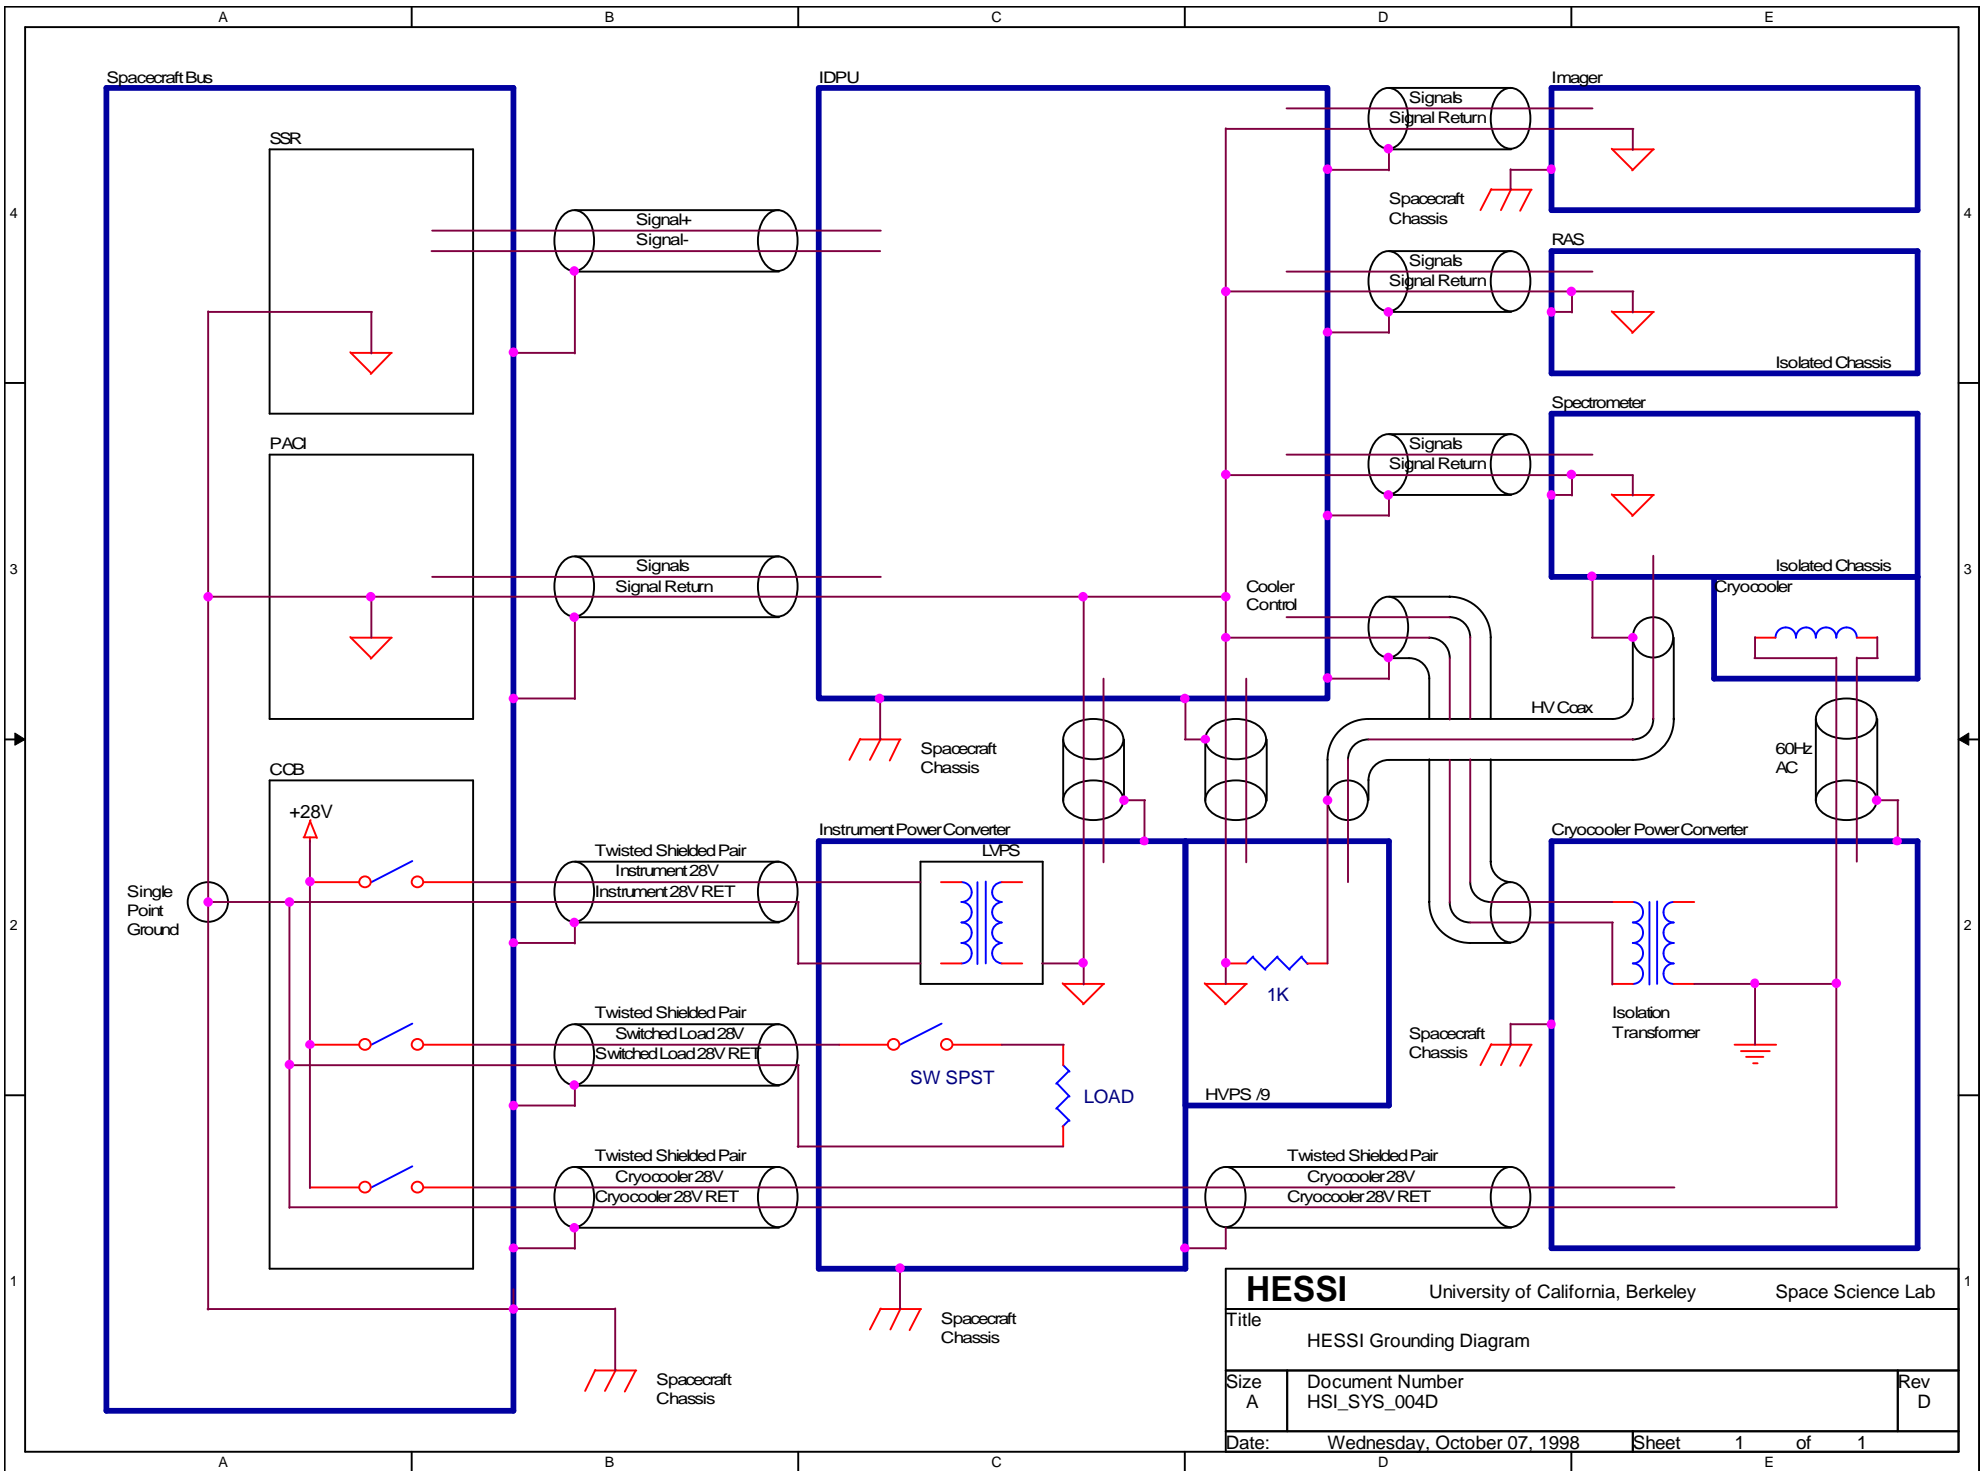 A B C D E
Spacecraft Bus
IDPU
Imager
SSR
Signals
Signal Return
4
4
Spacecraft
Chassis
Signal+
Signal-
RAS
Signals
Signal Return
Isolated Chassis
Spectrometer
PACI
Signals
Signal Return
3
3
Signals
Signal Return
Isolated Chassis
Cooler
Control
Cryocooler
HV Coax
Spacecraft
Chassis
60Hz
AC
CCB
+28V
Instrument Power Converter
Cryocooler Power Converter
Twisted Shielded Pair
Instrument 28V
Instrument 28V RET
LVPS
Single
Point
Ground
2
2
1K
Isolation
Transformer
Spacecraft
Chassis
Twisted Shielded Pair
Switched Load 28V
Switched Load 28V RET
SW SPST
LOAD
HVPS /9
Twisted Shielded Pair
Cryocooler 28V
Cryocooler 28V RET
Twisted Shielded Pair
Cryocooler 28V
Cryocooler 28V RET
1
1
Spacecraft
Chassis
Spacecraft
Chassis
HESSI University of California, Berkeley Space Science Lab
Title
HESSI Grounding Diagram
Size Document Number Rev
A HSI_SYS_004D D
Date: Wednesday, October 07, 1998 Sheet 1 of 1
A B C D E